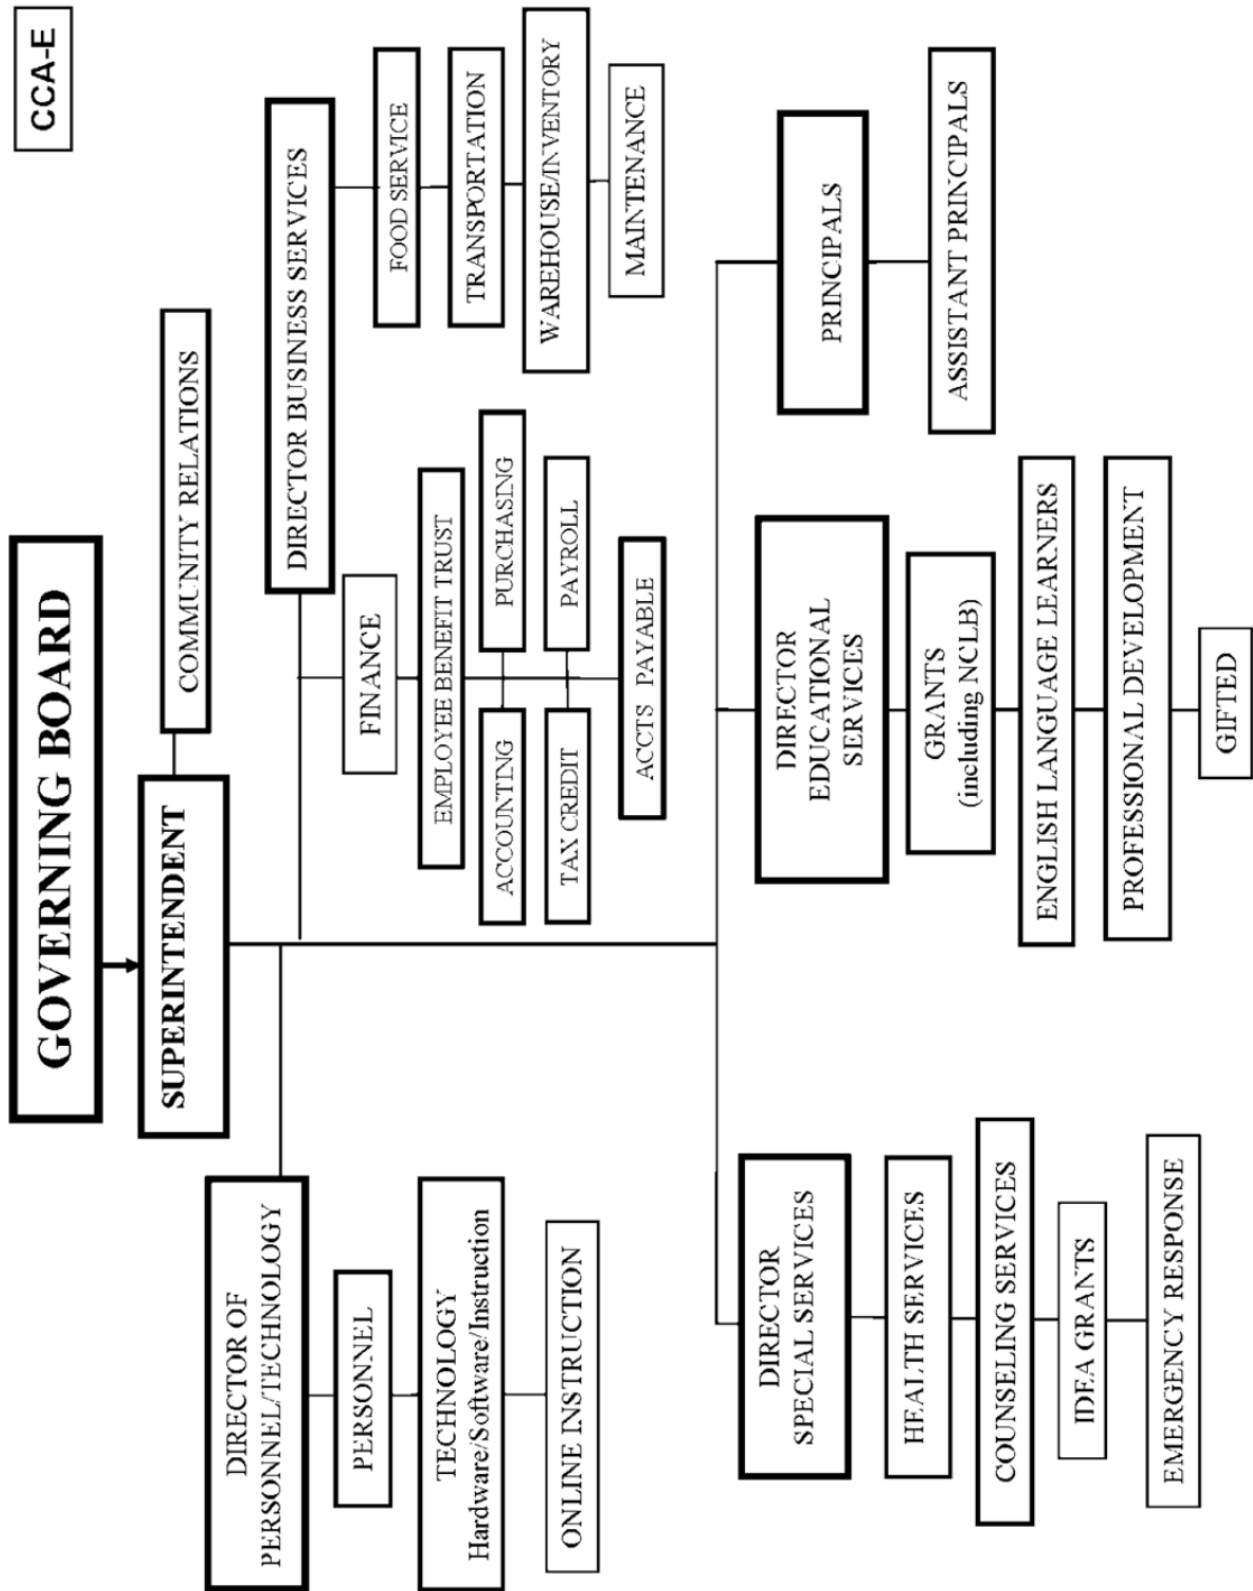 CCA-E
GOVERNING BOARD
SUPERINTENDENT
COMMUNITY RELATIONS
DIRECTOR OF
PERSONNEL/TECHNOLOGY
PERSONNEL
TECHNOLOGY
Hardware/Software/Instruction
ONLINE INSTRUCTION
DIRECTOR BUSINESS SERVICES
FINANCE
EMPLOYEE BENEFIT TRUST
ACCOUNTING
PURCHASING
TAX CREDIT
PAYROLL
ACCTS PAYABLE
FOOD SERVICE
TRANSPORTATION
WAREHOUSE/INVENTORY
MAINTENANCE
DIRECTOR
SPECIAL SERVICES
HEALTH SERVICES
COUNSELING SERVICES
IDEA GRANTS
EMERGENCY RESPONSE
DIRECTOR
EDUCATIONAL
SERVICES
GRANTS
(including NCLB)
ENGLISH LANGUAGE LEARNERS
PROFESSIONAL DEVELOPMENT
GIFTED
PRINCIPALS
ASSISTANT PRINCIPALS